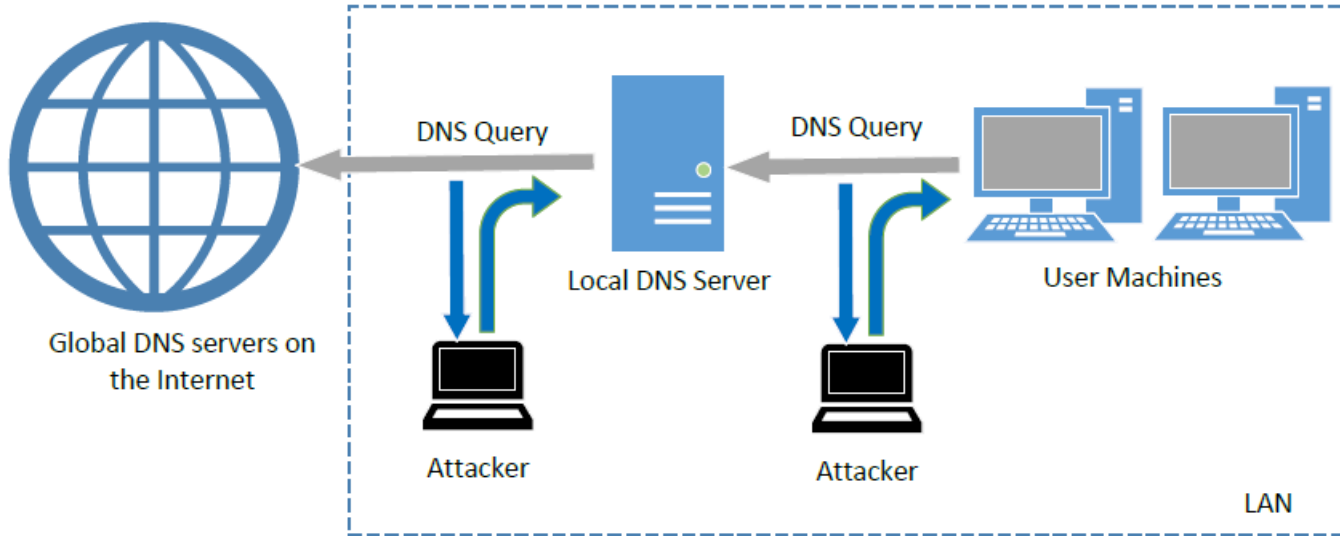 DNS Query
DNS Query
Local DNS Server
User Machines
Global DNS servers on
the Internet
Attacker
Attacker
LAN